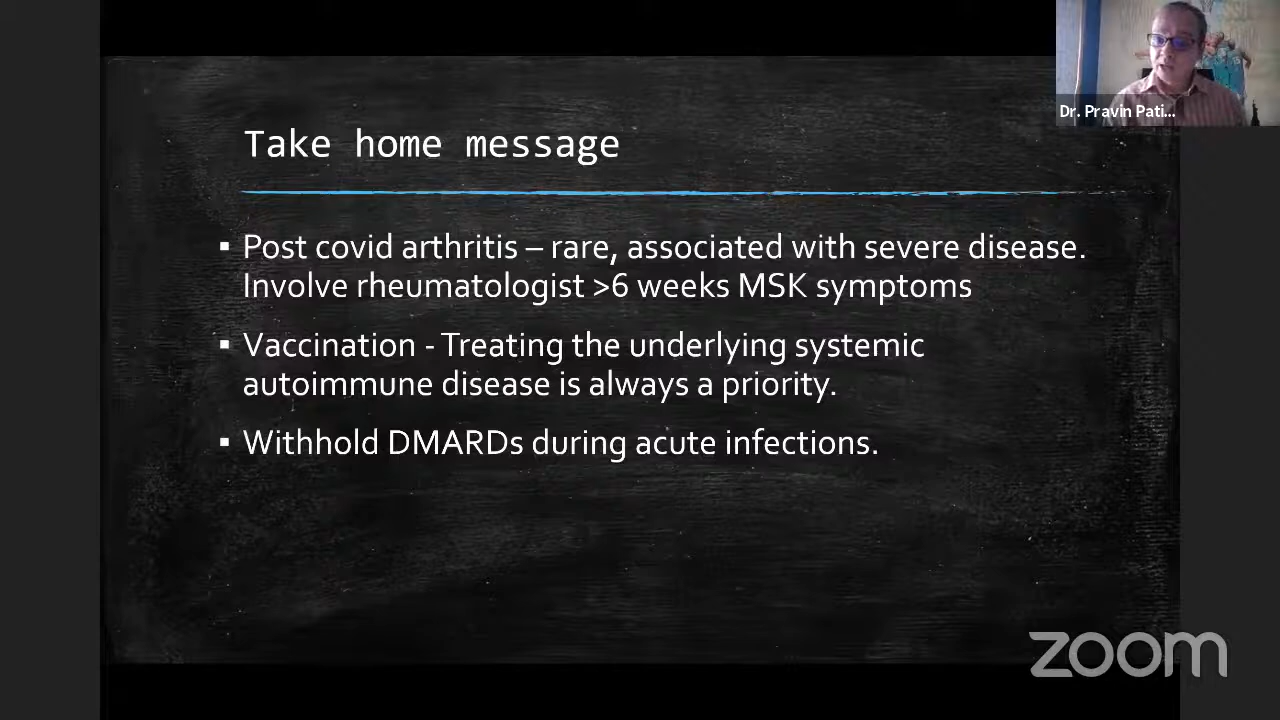 Dr. Pravin Pati...
Take home message
▪ Post covid arthritis – rare, associated with severe disease.
Involve rheumatologist >6 weeks MSK symptoms
▪ Vaccination - Treating the underlying systemic
autoimmune disease is always a priority.
▪ Withhold DMARDs during acute infections.
zoom